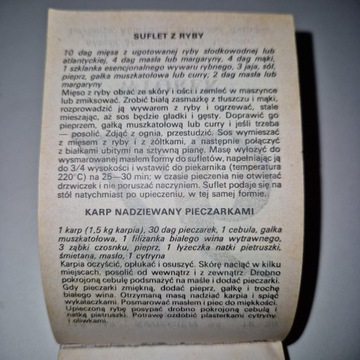 SUFLET Z RYBY
10 dag mięsa z ugotowanej ryby słodkowodnej lub
atlantyckiej, 4 dag masła lub margaryny, 4 dag mąki,
1 szklanka esencjonalnego wywaru rybnego, 3 jaja, sól,
pieprz, gałka muszkatołowa lub curry, 2 dag masła lub
margaryny
Mięso z ryby obrać ze skóry i ości i zemleć w maszynce
lub zmiksować. Zrobić białą zasmażkę z tłuszczu i mąki,
rozprowadzić ją wywarem z ryby i ogrzewać, stale
mieszając, aż sos będzie gładki i gęsty. Doprawić go
pieprzem, gałką muszkatołową lub curry i jeśli trzeba
— posolić. Zdjąć z ognia, przestudzić. Sos wymieszać
z mięsem z ryby i z żółtkami, a następnie połączyć
z białkami ubitymi na sztywną pianę. Masę wyłożyć do
wysmarowanej masłem formy do sufletów, napełniając ją
do 3/4 wysokości i wstawić do piekarnika (temperatura
220°C) na 25—30 min; w czasie pieczenia nie otwierać
drzwiczek i nie poruszać naczyniem. Suflet podaje się na
stół natychmiast po upieczeniu, w tej samej formie.
KARP NADZIEWANY PIECZARKAMI
1 karp (1,5 kg karpia), 30 dag pieczarek, 1 cebula, gałka
muszkatołowa, 1 filiżanka białego wina wytrawnego,
3 ząbki czosnku, pieprz, 1 łyżeczka natki pietruszki,
śmietana, masło, 1 cytryna
Karpia oczyścić, opłukać i osuszyć. Skórę naciąć w kilku
miejscach, posolić od wewnątrz i z zewnątrz. Drobno
pokrojoną cebulę podsmażyć na maśle i dodać pieczarki.
Gdy pieczarki zmiękną, dodać pieprz, gałkę i trochę
białego wina. Otrzymaną masą nadziać karpia i spiąć
wykałaczkami. Posmarować masłem i piec do miękkości.
Upieczoną rybę posypać drobno pokrojoną cebulą i
natką pietruszki. Potrawę ozdobić plasterkami cytryny
i oliwkami.